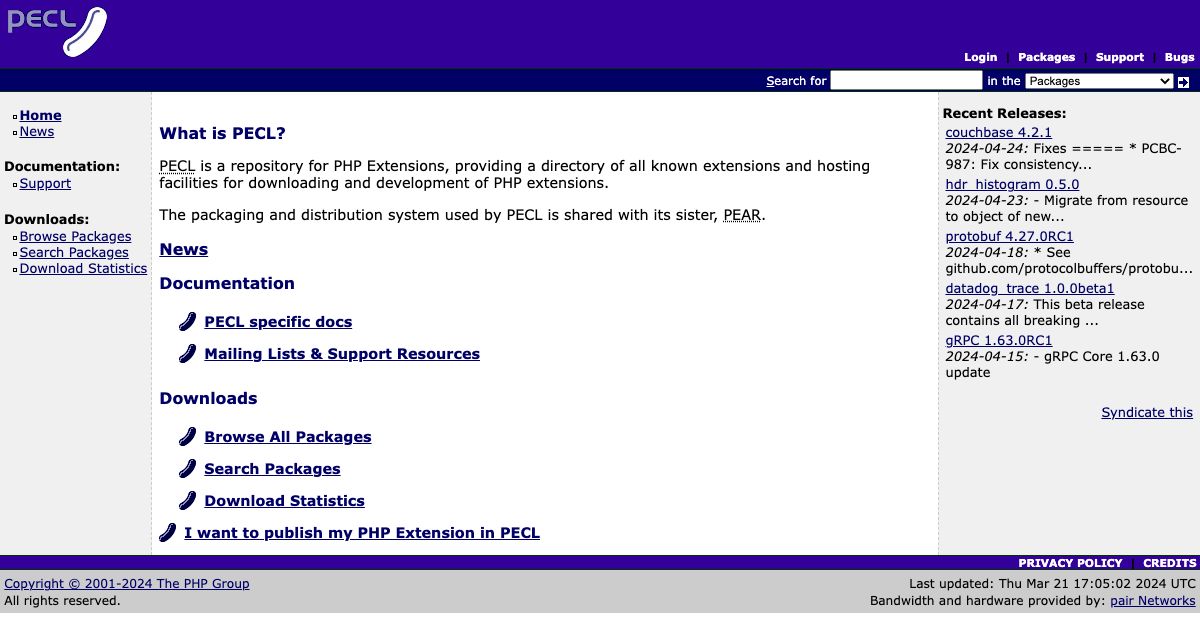 PECL
Login | Packages | Support | Bugs
Search for in the Packages
Home
News
Documentation:
Support
Downloads:
Browse Packages
Search Packages
Download Statistics
What is PECL?
PECL is a repository for PHP Extensions, providing a directory of all known extensions and hosting
facilities for downloading and development of PHP extensions.
The packaging and distribution system used by PECL is shared with its sister, PEAR.
News
Documentation
PECL specific docs
Mailing Lists & Support Resources
Downloads
Browse All Packages
Search Packages
Download Statistics
I want to publish my PHP Extension in PECL
Recent Releases:
couchbase 4.2.1
2024-04-24: Fixes ===== * PCBC-
987: Fix consistency...
hdr_histogram 0.5.0
2024-04-23: - Migrate from resource
to object of new...
protobuf 4.27.0RC1
2024-04-18: * See
github.com/protocolbuffers/protobu...
datadog_trace 1.0.0beta1
2024-04-17: This beta release
contains all breaking ...
gRPC 1.63.0RC1
2024-04-15: - gRPC Core 1.63.0
update
Syndicate this
PRIVACY POLICY | CREDITS
Copyright © 2001-2024 The PHP Group
All rights reserved.
Last updated: Thu Mar 21 17:05:02 2024 UTC
Bandwidth and hardware provided by: pair Networks